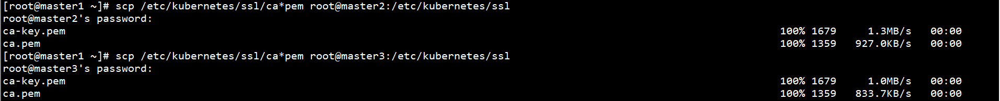 [root@master1 ~]# scp /etc/kubernetes/ssl/ca*pem root@master2:/etc/kubernetes/ssl
root@master2's password:
ca-key.pem 100% 1679 1.3MB/s 00:00
ca.pem 100% 1359 927.0KB/s 00:00
[root@master1 ~]# scp /etc/kubernetes/ssl/ca*pem root@master3:/etc/kubernetes/ssl
root@master3's password:
ca-key.pem 100% 1679 1.0MB/s 00:00
ca.pem 100% 1359 833.7KB/s 00:00